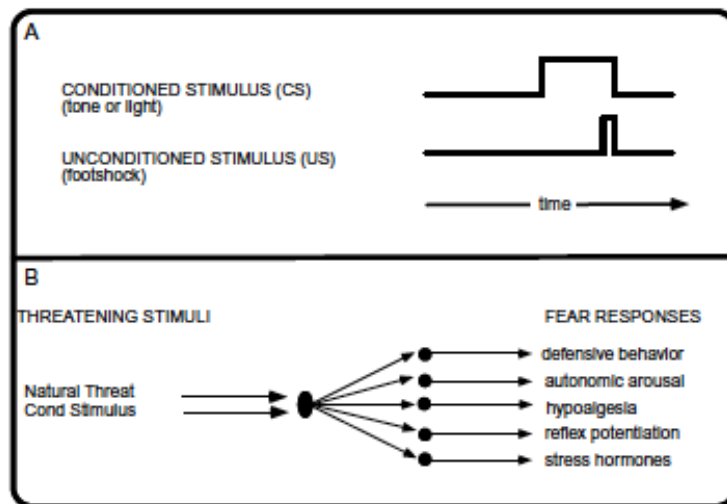 A
CONDITIONED STIMULUS (CS)
(tone or light)
UNCONDITIONED STIMULUS (US)
(footshock)
time
B
THREATENING STIMULI
FEAR RESPONSES
Natural Threat
Cond Stimulus
defensive behavior
autonomic arousal
hypoalgesia
reflex potentiation
stress hormones